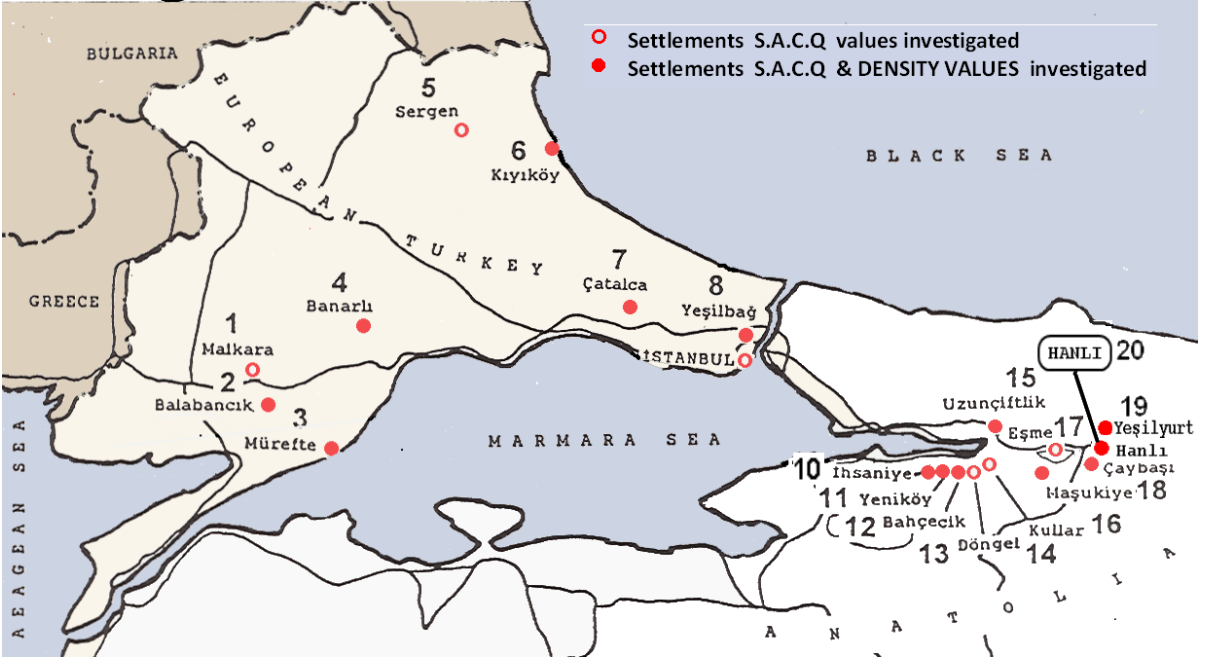 Settlements S.A.C.Q values investigated
Settlements S.A.C.Q & DENSITY VALUES investigated
BULGARIA
EUROPEAN TURKEY
5
Sergen
6
Kıyıköy
BLACK SEA
7
Çatalca
8
Yeşilbağ
4
Banarlı
GREECE
1
Malkara
İSTANBUL
HANLI 20
2
Balabancık
15
Uzunçiftlik
19
Yeşilyurt
3
Mürefte
MARMARA SEA
Eşme 17
Hanlı
Çaybaşı
10 İhsaniye
Maşukiye 18
11 Yeniköy
12 Bahçecik
Kullar 16
13 Döngel 14
AEAGEAN SEA
ANATOLIA